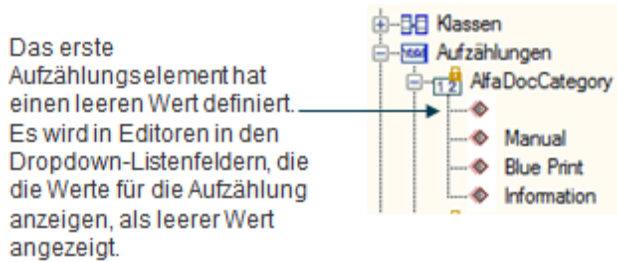 Das erste
Aufzählungselement hat
einen leeren Wert definiert.
Es wird in Editoren in den
Dropdown-Listenfeldern, die
die Werte für die Aufzählung
anzeigen, als leerer Wert
angezeigt.
Klassen
Aufzählungen
AlfaDocCategory
Manual
Blue Print
Information